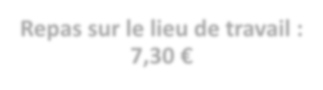 Repas sur le lieu de travail :
7,30 €